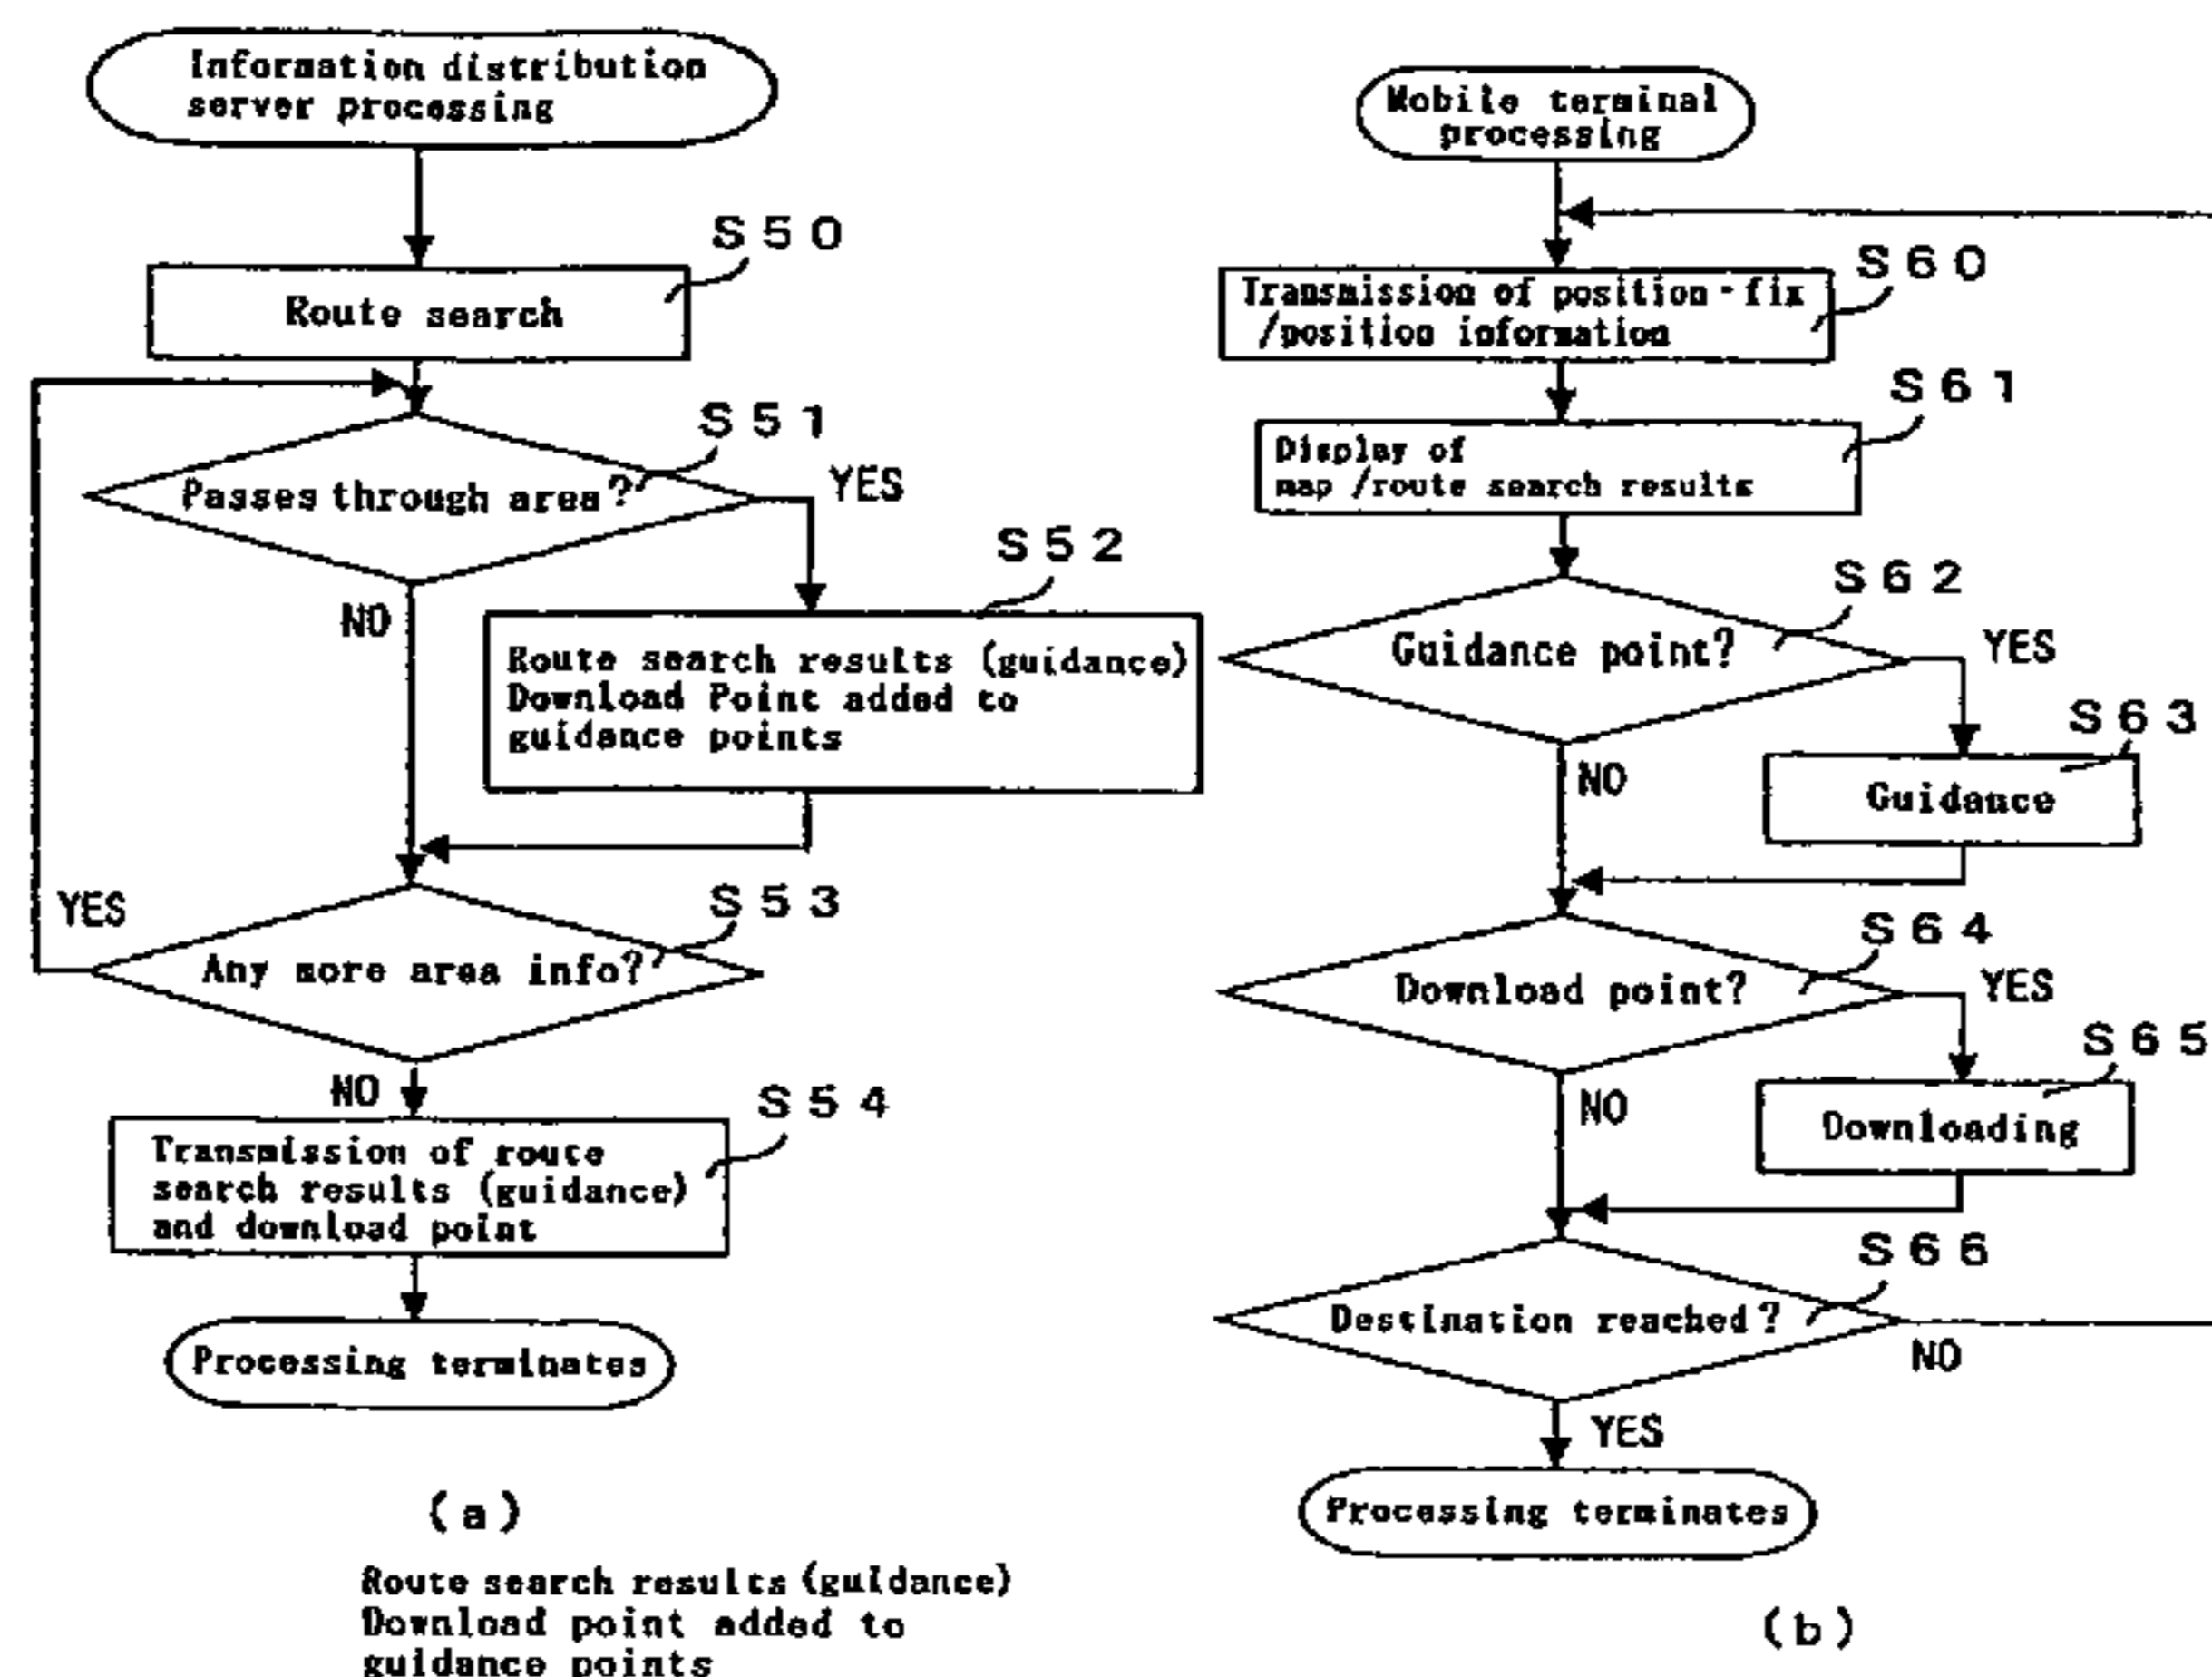 Information distribution
server processing
S50
Route search
S51
Passes through area?
YES
NO
S52
Route search results (guidance)
Download Point added to
guidance points
S53
Any more area info?
YES
NO
S54
Transmission of route
search results (guidance)
and download point
Processing terminates
(a)
Route search results (guidance)
Download point added to
guidance points
Mobile terminal
processing
S60
Transmission of position-fix
/position information
S61
Display of
map /route search results
S62
Guidance point?
YES
NO
S63
Guidance
S64
Download point?
YES
NO
S65
Downloading
S66
Destination reached?
NO
YES
Processing terminates
(b)